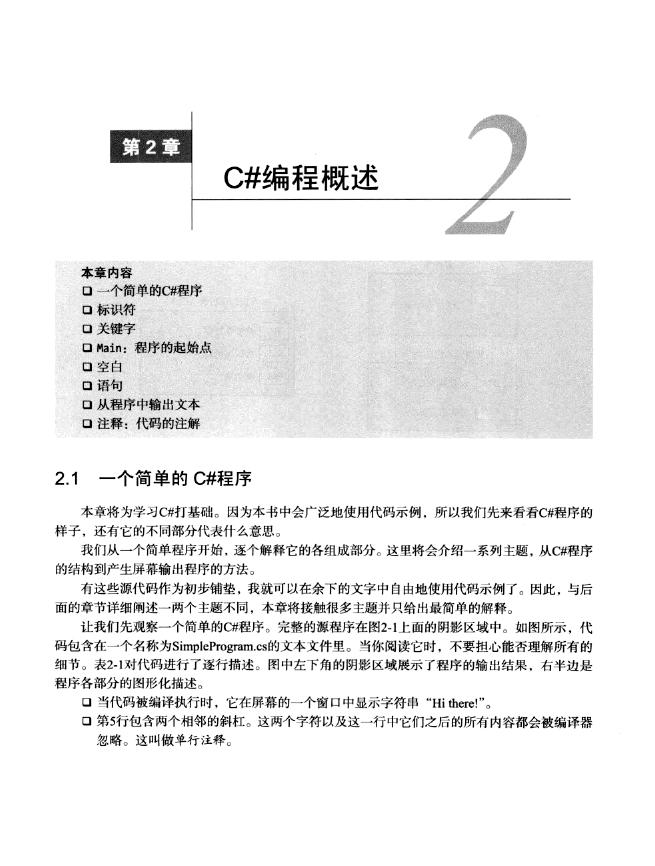 第2章
2
C#编程概述
本章内容
❑ 一个简单的C#程序
❑ 标识符
❑ 关键字
❑ Main：程序的起始点
❑ 空白
❑ 语句
❑ 从程序中输出文本
❑ 注释：代码的注解
2.1 一个简单的 C#程序
本章将为学习C#打基础。因为本书中会广泛地使用代码示例，所以我们先来看看C#程序的
样子，还有它的不同部分代表什么意思。
我们从一个简单程序开始，逐个解释它的各组成部分。这里将会介绍一系列主题，从C#程序
的结构到产生屏幕输出程序的方法。
有这些源代码作为初步铺垫，我就可以在余下的文字中自由地使用代码示例了。因此，与后
面的章节详细阐述一两个主题不同，本章将接触很多主题并只给出最简单的解释。
让我们先观察一个简单的C#程序。完整的源程序在图2-1上面的阴影区域中。如图所示，代
码包含在一个名称为SimpleProgram.cs的文本文件里。当你阅读它时，不要担心能否理解所有的
细节。表2-1对代码进行了逐行描述。图中左下角的阴影区域展示了程序的输出结果，右半边是
程序各部分的图形化描述。
❑ 当代码被编译执行时，它在屏幕的一个窗口中显示字符串“Hi there!”。
❑ 第5行包含两个相邻的斜杠。这两个字符以及这一行中它们之后的所有内容都会被编译器
忽略。这叫做单行注释。